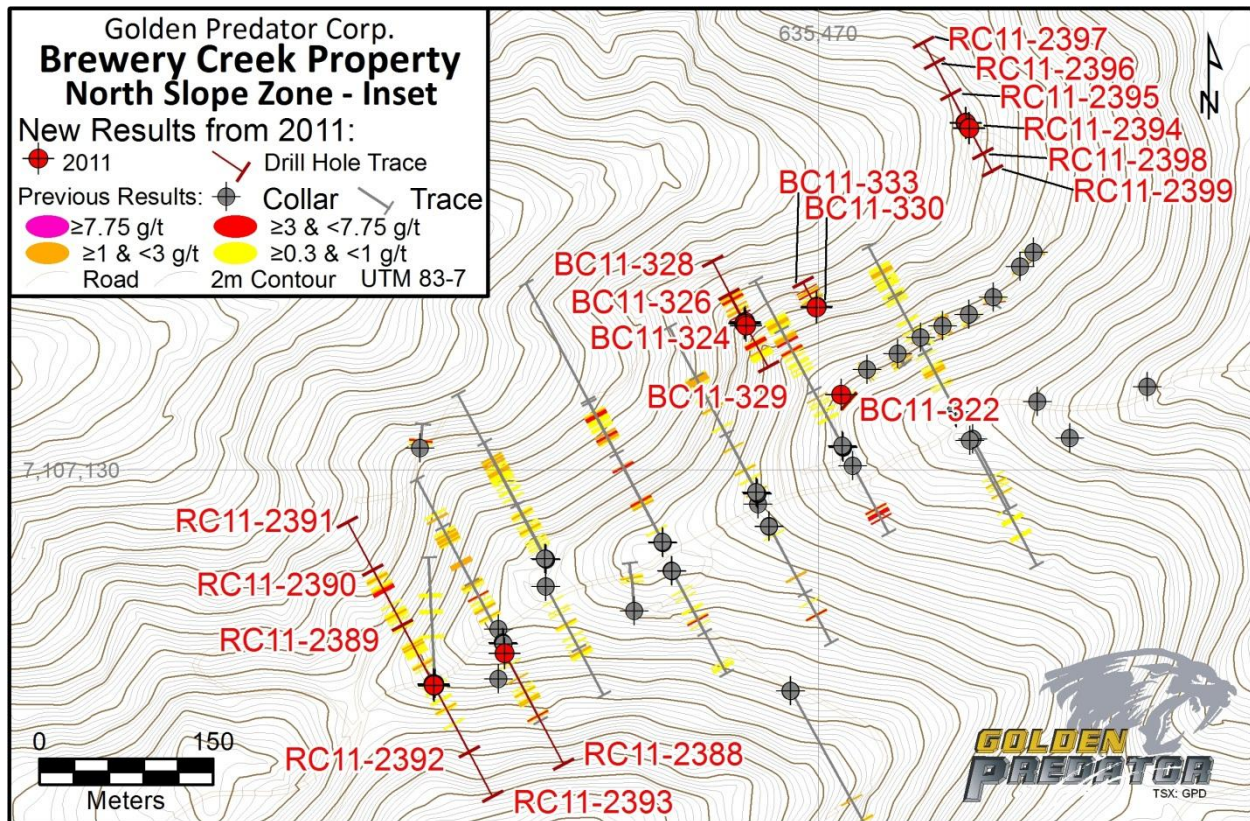 Golden Predator Corp.
Brewery Creek Property
North Slope Zone - Inset
New Results from 2011:
2011 Drill Hole Trace
Previous Results: Collar Trace
≥7.75 g/t ≥3 & <7.75 g/t
≥1 & <3 g/t ≥0.3 & <1 g/t
Road 2m Contour UTM 83-7
635,470
N
RC11-2397
RC11-2396
RC11-2395
RC11-2394
RC11-2398
RC11-2399
BC11-333
BC11-330
BC11-328
BC11-326
BC11-324
BC11-329
BC11-322
7,107,130
RC11-2391
RC11-2390
RC11-2389
RC11-2392
RC11-2388
RC11-2393
0 150
Meters
GOLDEN
PREDATOR
TSX: GPD